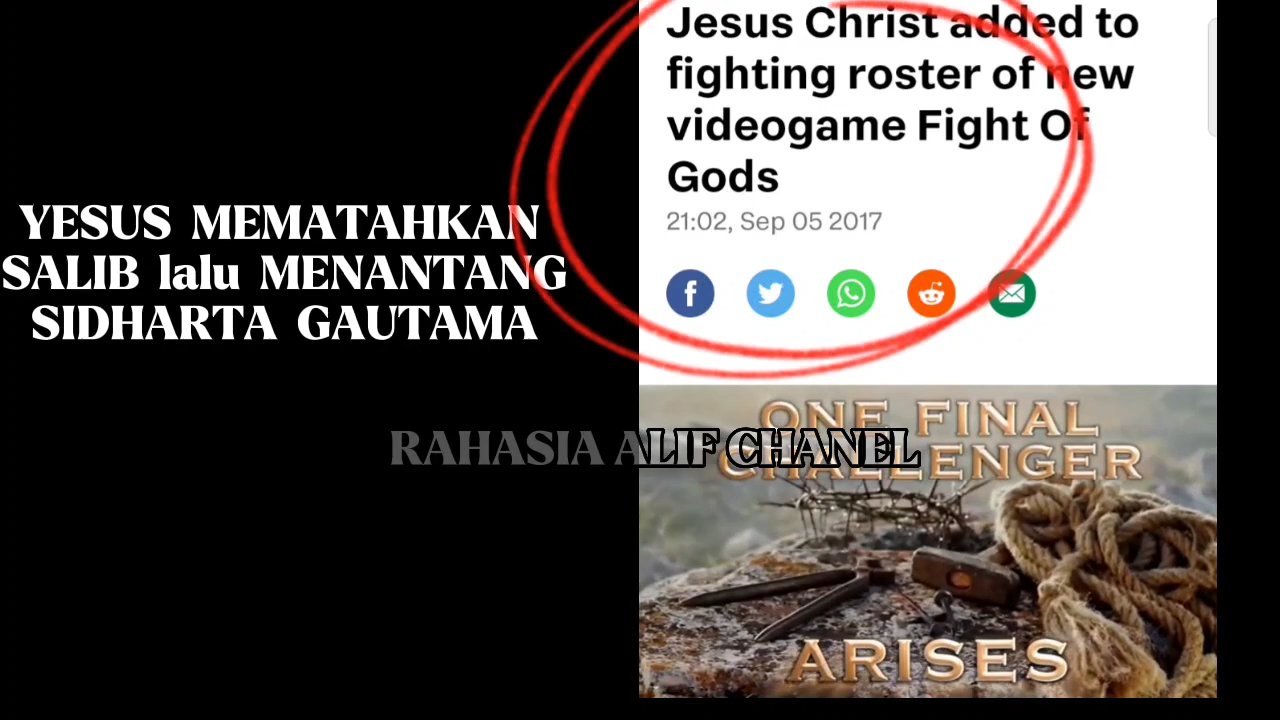 YESUS MEMATAHKAN
SALIB lalu MENANTANG
SIDHARTA GAUTAMA
Jesus Christ added to
fighting roster of new
videogame Fight Of
Gods
21:02, Sep 05 2017
RAHASIA ALIF CHANEL
ONE FINAL
CHALLENGER
ARISES